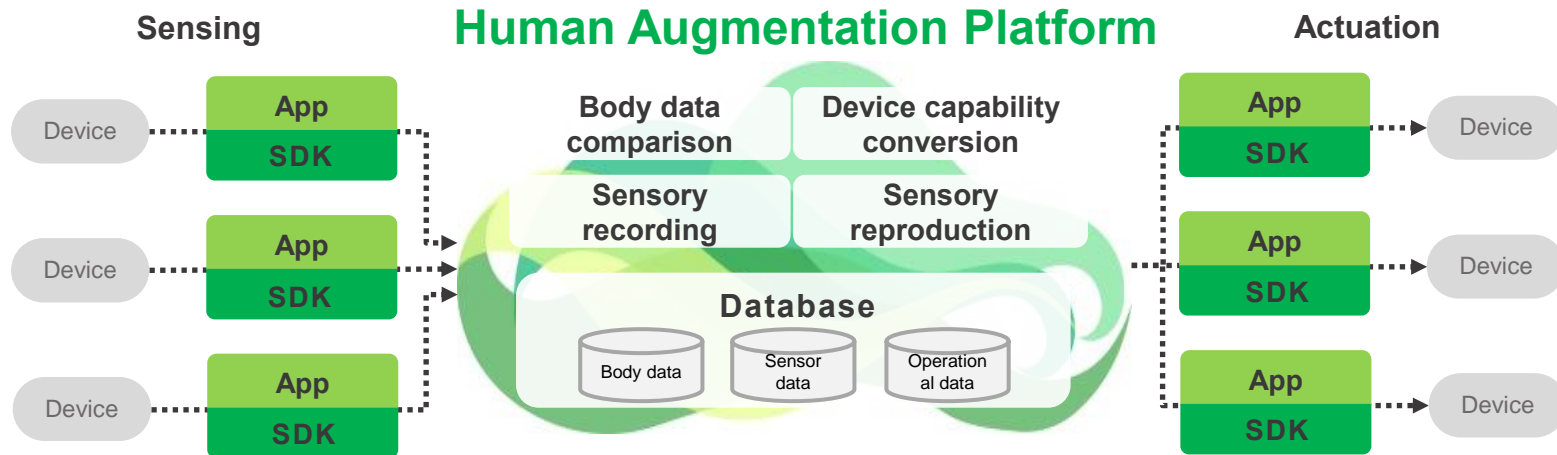 Sensing
Human Augmentation Platform
Actuation
Device
App
SDK
Device
App
SDK
Device
App
SDK
Body data
comparison
Device capability
conversion
Sensory
recording
Sensory
reproduction
Database
Body data
Sensor
data
Operation
al data
App
SDK
Device
App
SDK
Device
App
SDK
Device